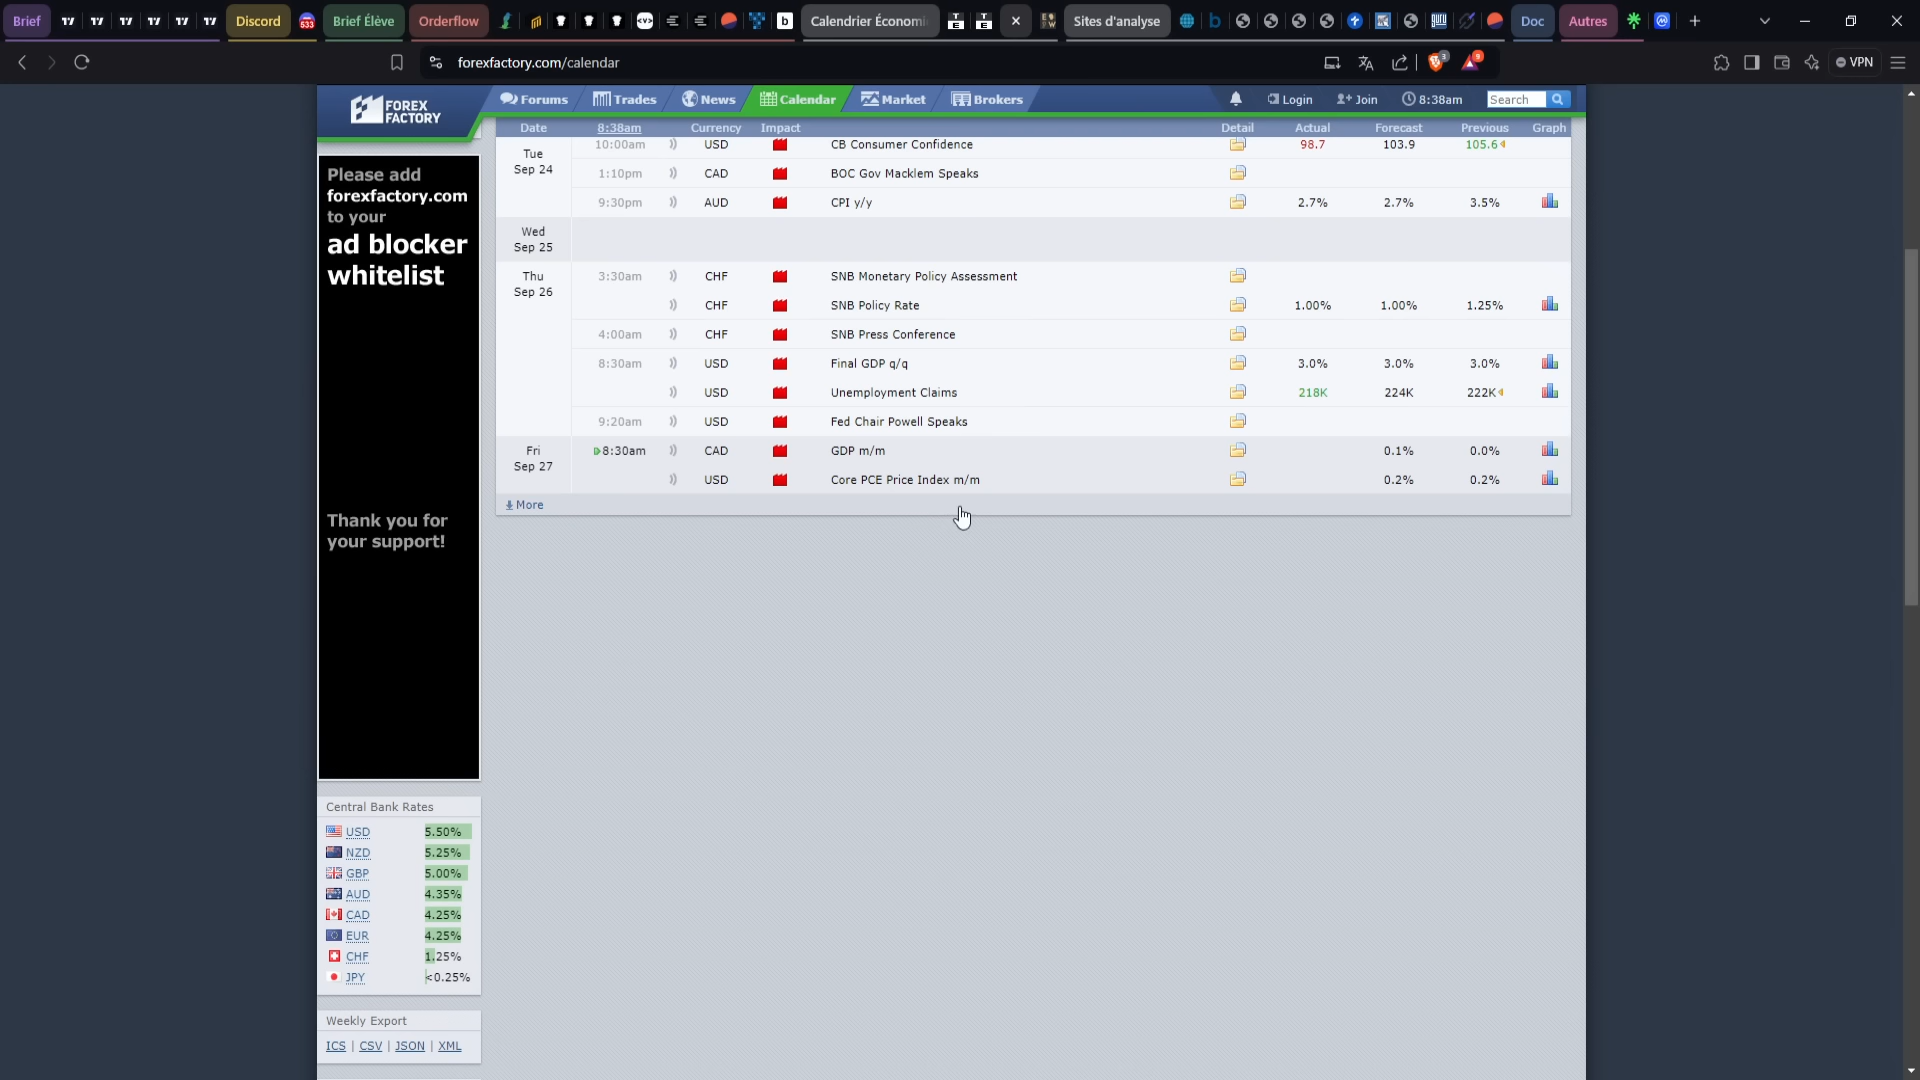 Brief Discord 533 Brief Élève Orderflow b Calendrier Économi Sites d'analyse Doc Autres
forexfactory.com/calendar 3 9 VPN
FOREX FACTORY
Forums Trades News Calendar Market Brokers Login Join 8:38am Search
Date 8:38am Currency Impact Detail Actual Forecast Previous Graph
Tue Sep 24
10:00am USD CB Consumer Confidence 98.7 103.9 105.6
1:10pm CAD BOC Gov Macklem Speaks
9:30pm AUD CPI y/y 2.7% 2.7% 3.5%
Wed Sep 25
Thu Sep 26
3:30am CHF SNB Monetary Policy Assessment
CHF SNB Policy Rate 1.00% 1.00% 1.25%
4:00am CHF SNB Press Conference
8:30am USD Final GDP q/q 3.0% 3.0% 3.0%
USD Unemployment Claims 218K 224K 222K
9:20am USD Fed Chair Powell Speaks
Fri Sep 27
8:30am CAD GDP m/m 0.1% 0.0%
USD Core PCE Price Index m/m 0.2% 0.2%
More
Please add
forexfactory.com
to your
ad blocker
whitelist
Thank you for
your support!
Central Bank Rates
USD 5.50%
NZD 5.25%
GBP 5.00%
AUD 4.35%
CAD 4.25%
EUR 4.25%
CHF 1.25%
JPY <0.25%
Weekly Export
ICS | CSV | JSON | XML